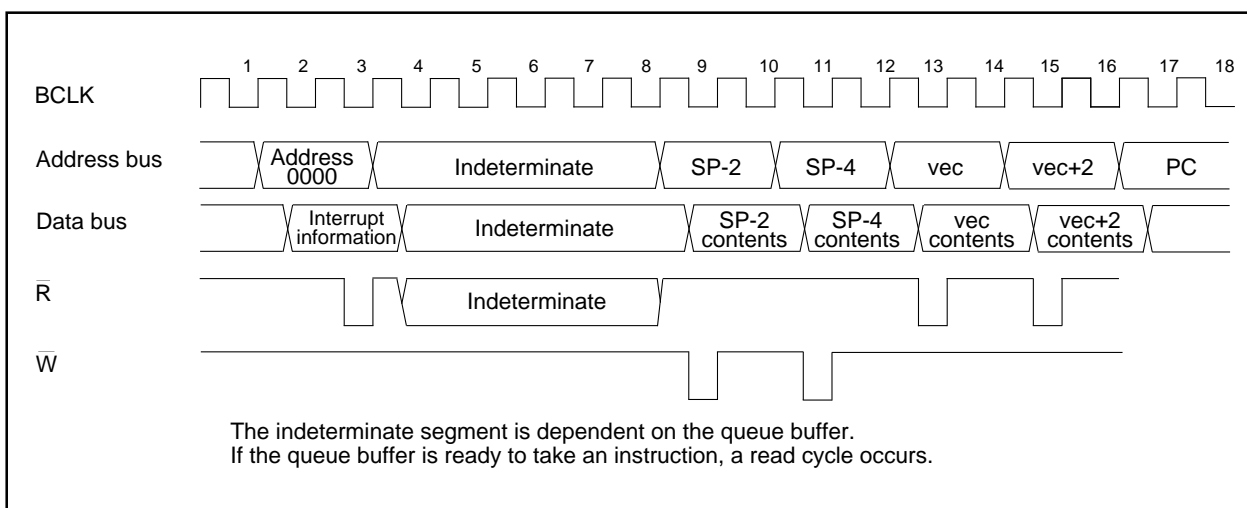 1 2 3 4 5 6 7 8 9 10 11 12 13 14 15 16 17 18
BCLK
Address bus
Address
0000
Indeterminate
SP-2
SP-4
vec
vec+2
PC
Data bus
Interrupt
information
Indeterminate
SP-2
contents
SP-4
contents
vec
contents
vec+2
contents
R̅
Indeterminate
W̅
The indeterminate segment is dependent on the queue buffer.
If the queue buffer is ready to take an instruction, a read cycle occurs.